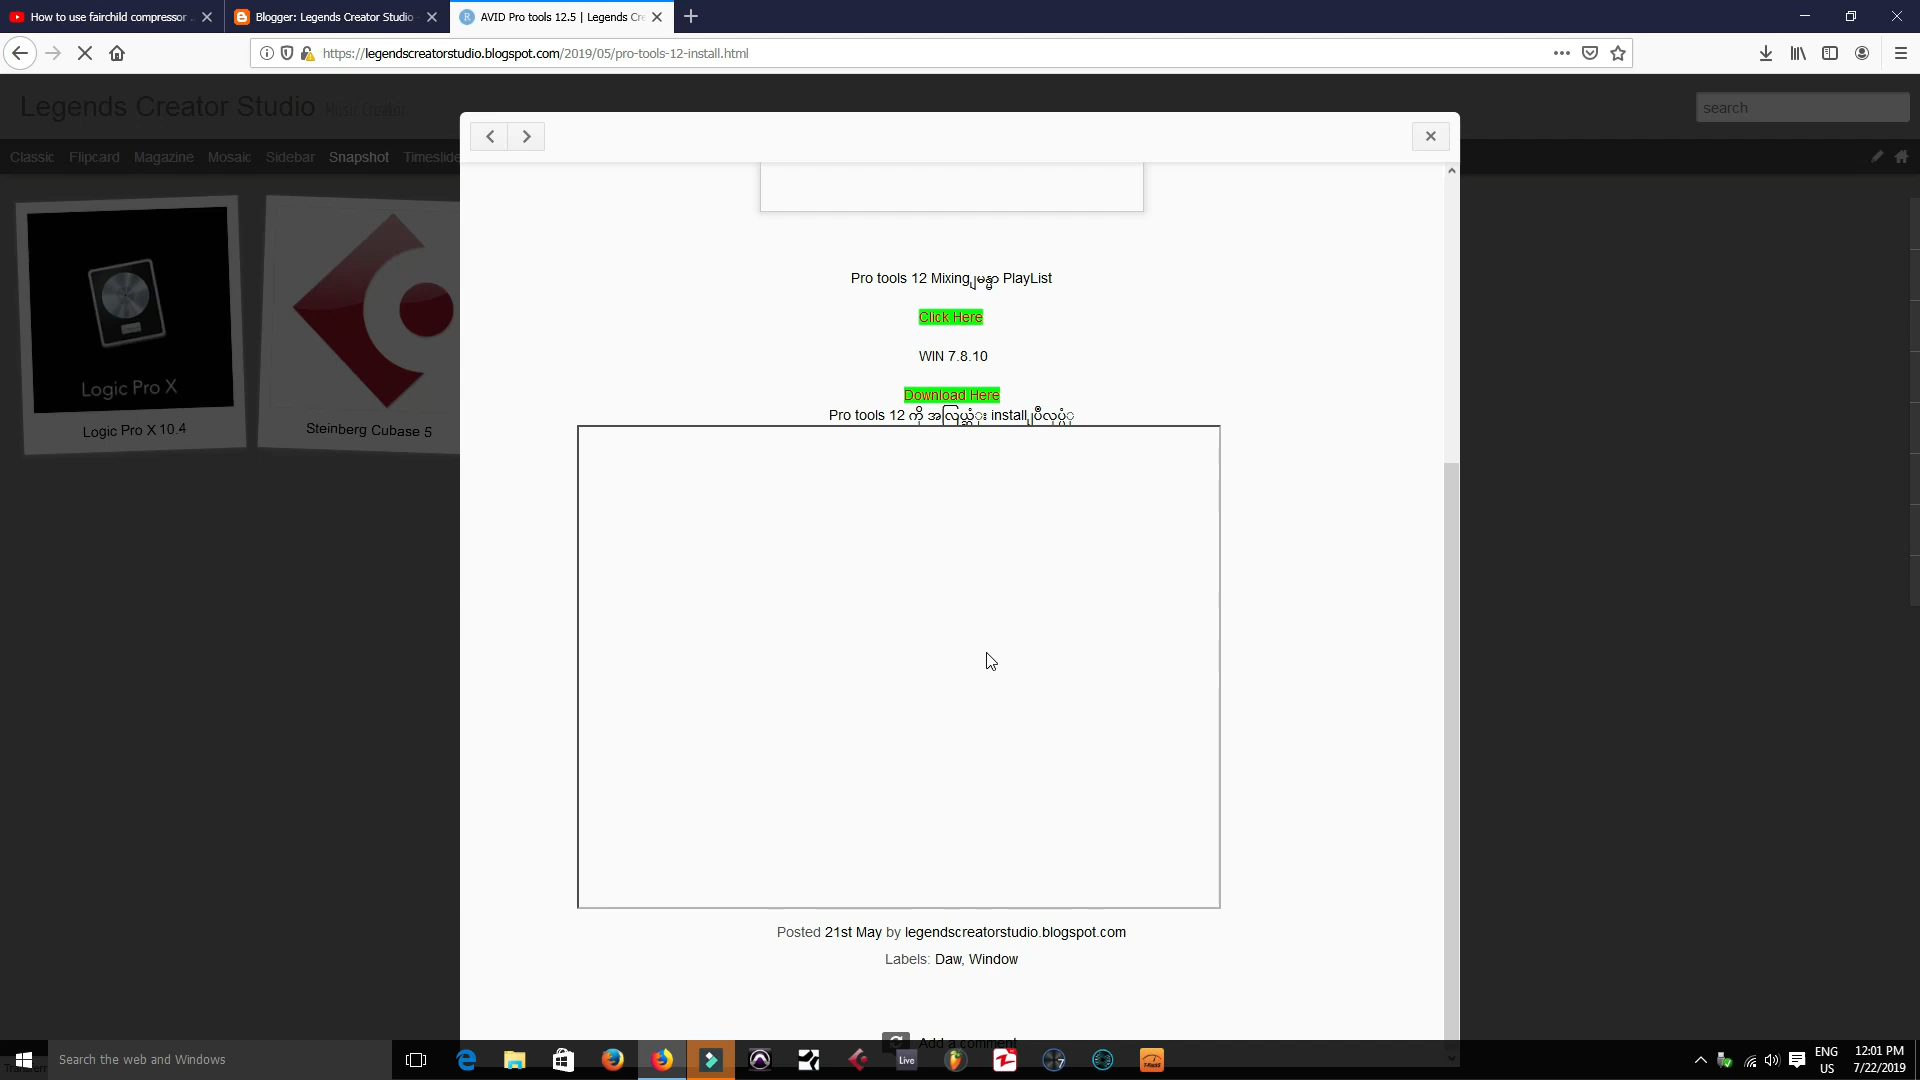 How to use fairchild compressor
Blogger: Legends Creator Studio
AVID Pro tools 12.5 | Legends Cre
https://legendscreatorstudio.blogspot.com/2019/05/pro-tools-12-install.html
Legends Creator Studio Music Creator
search
Classic Flipcard Magazine Mosaic Sidebar Snapshot Timeslide
Logic Pro X
Logic Pro X 10.4
Steinberg Cubase 5
Pro tools 12 Mixing PlayList
Click Here
WIN 7.8.10
Download Here
Pro tools 12 ကို install
Posted 21st May by legendscreatorstudio.blogspot.com
Labels: Daw, Window
Add a comment
Search the web and Windows
Live
ENG
US
12:01 PM
7/22/2019